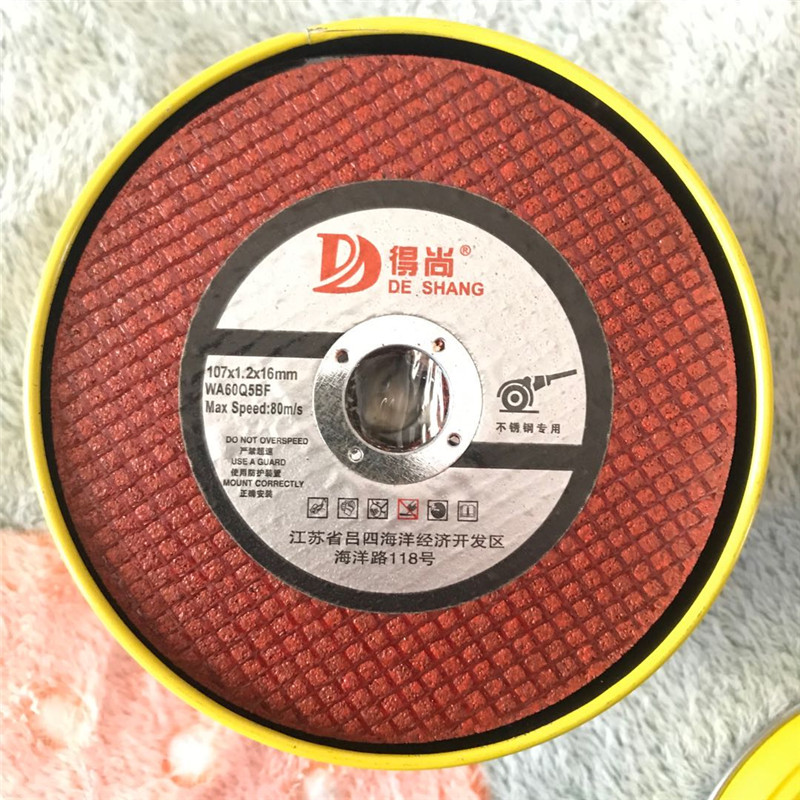 得尚®
DE SHANG
107x1.2x16mm
WA60Q5BF
Max Speed:80m/s
DO NOT OVERSPEED
严禁超速
USE A GUARD
使用防护装置
MOUNT CORRECTLY
正确安装
不锈钢专用
江苏省吕四海洋经济开发区
海洋路118号